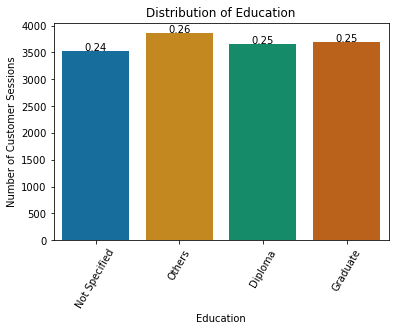 Distribution of Education
Number of Customer Sessions
4000
3500
3000
2500
2000
1500
1000
500
0
0.24
0.26
0.25
0.25
Not Specified
Others
Diploma
Graduate
Education